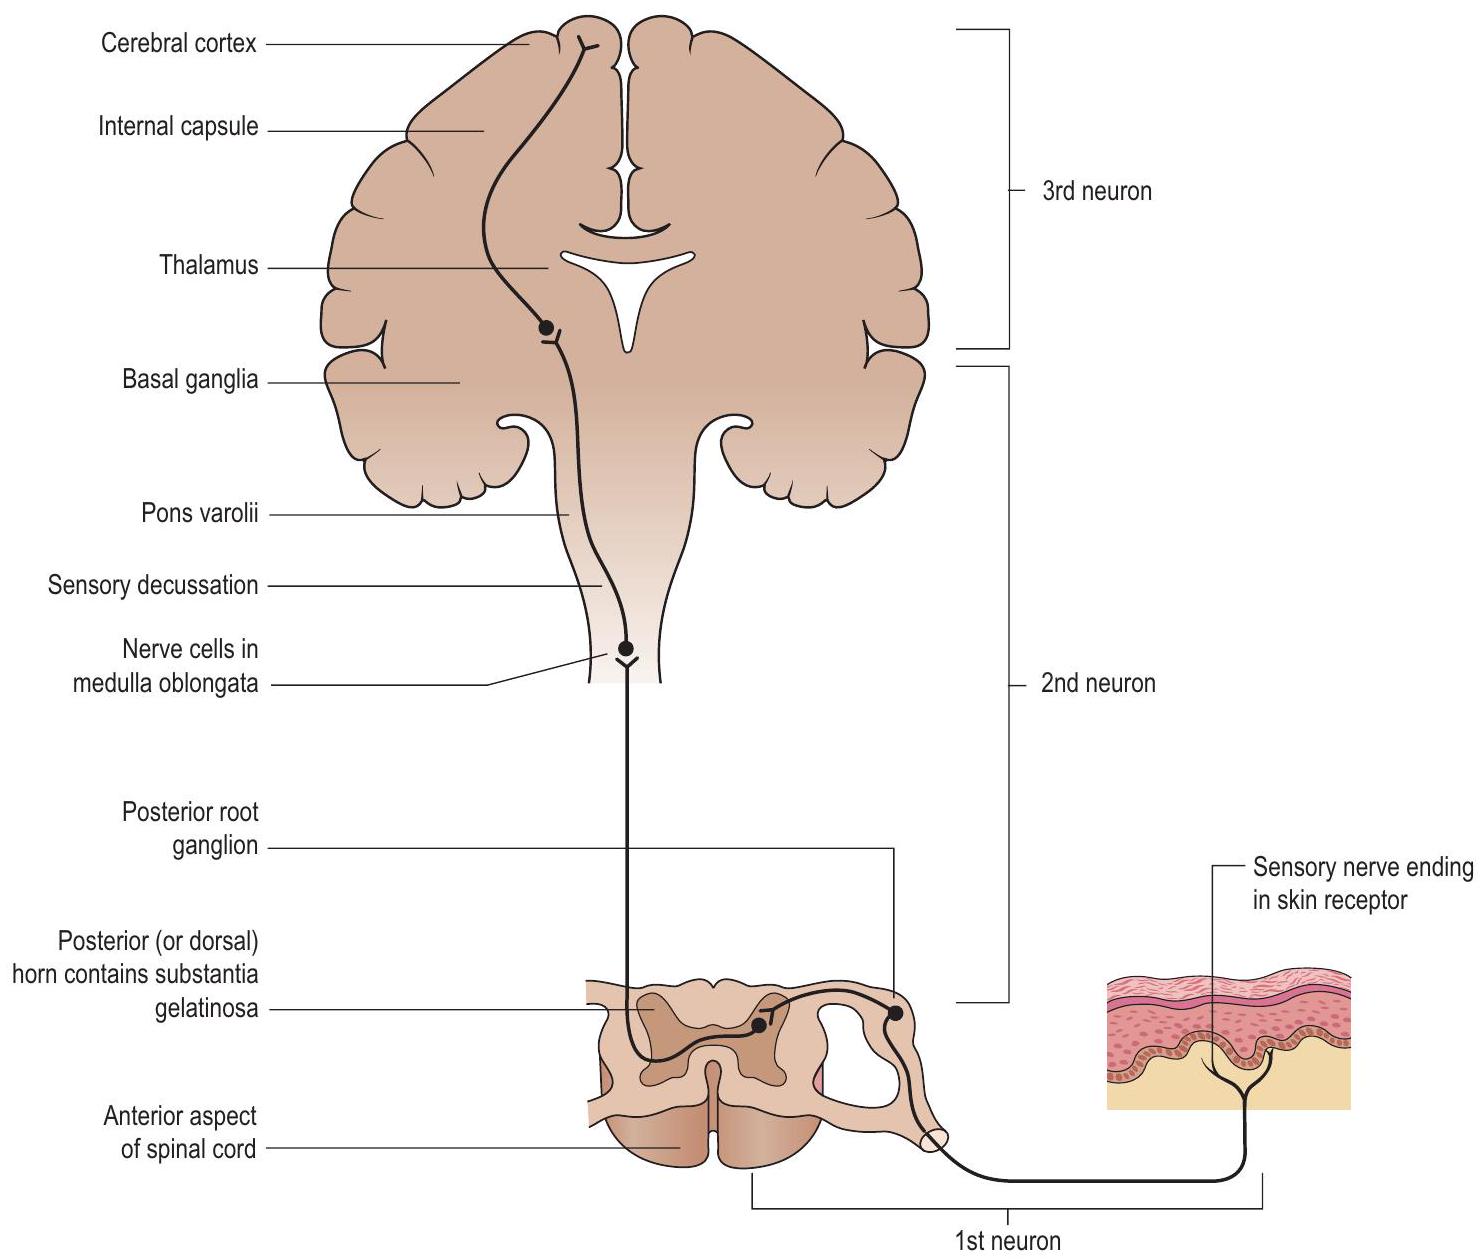 Cerebral cortex
Internal capsule
Thalamus
Basal ganglia
Pons varolii
Sensory decussation
Nerve cells in
medulla oblongata
Posterior root
ganglion
Posterior (or dorsal)
horn contains substantia
gelatinosa
Anterior aspect
of spinal cord
3rd neuron
2nd neuron
Sensory nerve ending
in skin receptor
1st neuron